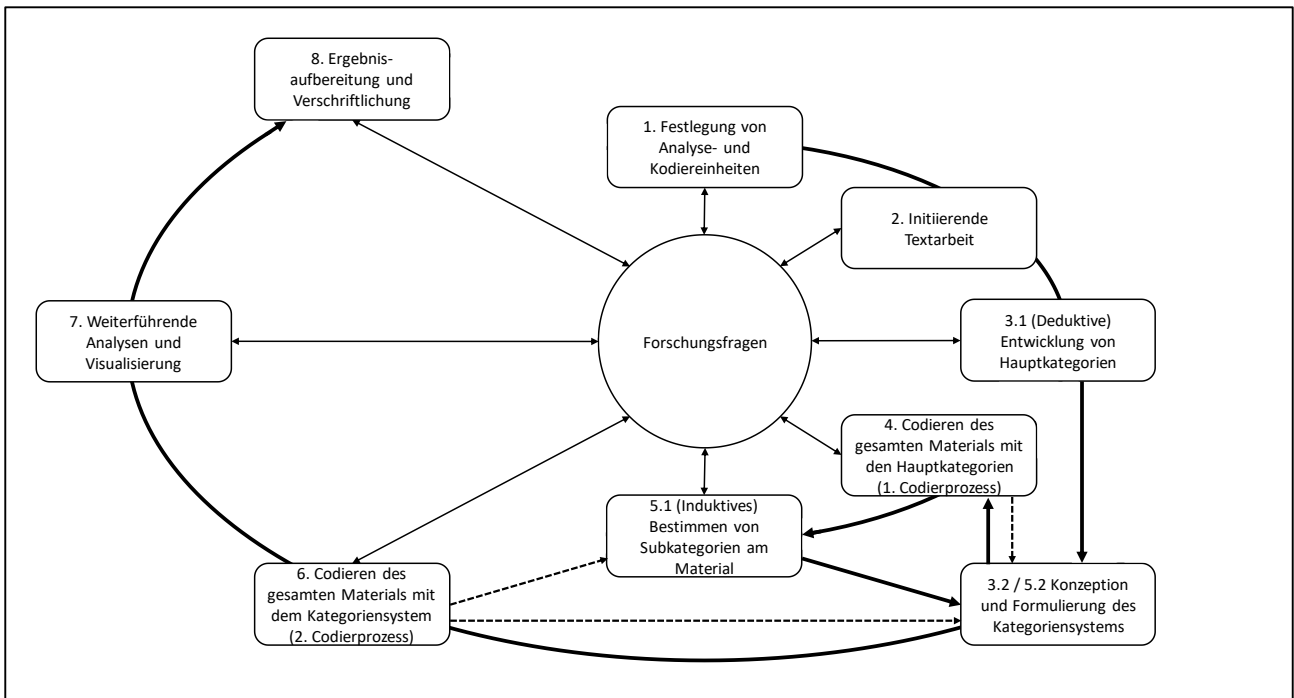 8. Ergebnis-
aufbereitung und
Verschriftlichung
1. Festlegung von
Analyse- und
Kodiereinheiten
2. Initiierende
Textarbeit
7. Weiterführende
Analysen und
Visualisierung
Forschungsfragen
3.1 (Deduktive)
Entwicklung von
Hauptkategorien
4. Codieren des
gesamten Materials mit
den Hauptkategorien
(1. Codierprozess)
5.1 (Induktives)
Bestimmen von
Subkategorien am
Material
6. Codieren des
gesamten Materials mit
dem Kategoriensystem
(2. Codierprozess)
3.2 / 5.2 Konzeption
und Formulierung des
Kategoriensystems